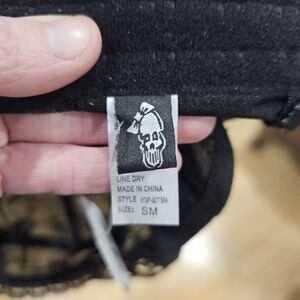 LINE DRY
MADE IN CHINA
STYLE
SIZE: SM